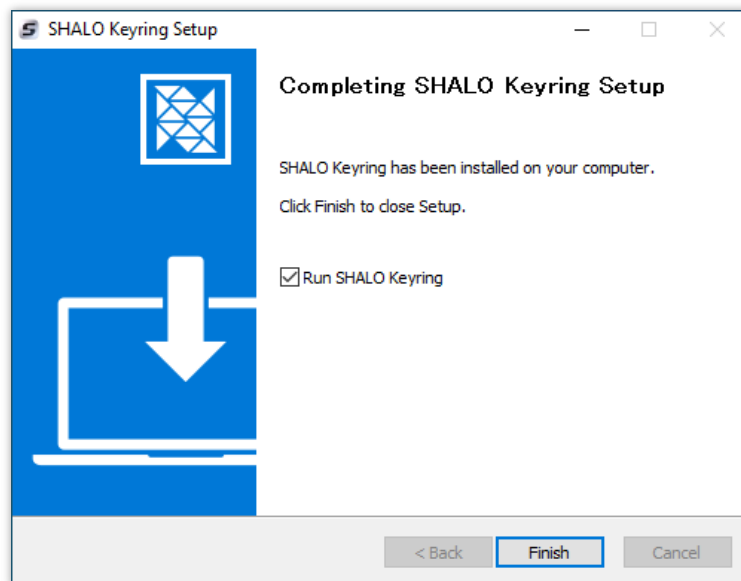 SHALO Keyring Setup
Completing SHALO Keyring Setup
SHALO Keyring has been installed on your computer.
Click Finish to close Setup.
Run SHALO Keyring
< Back
Finish
Cancel